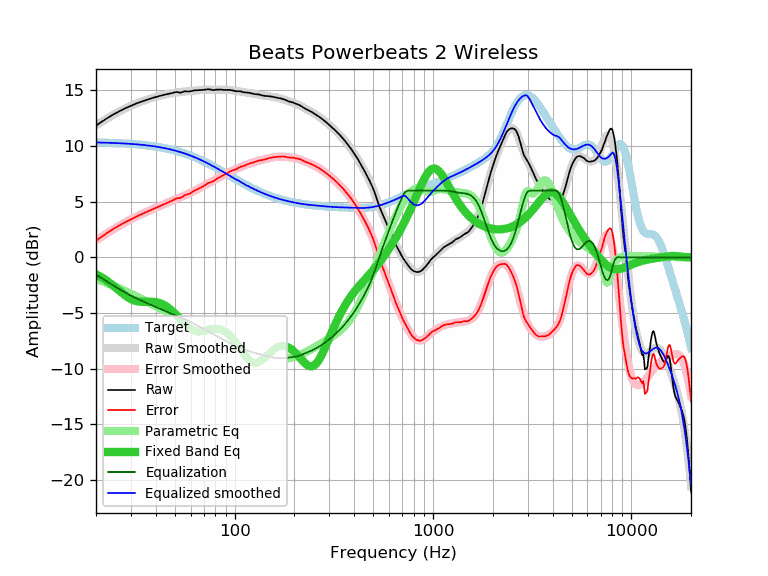 Beats Powerbeats 2 Wireless
Amplitude (dBr)
15
10
5
0
−5
−10
−15
−20
Target
Raw Smoothed
Error Smoothed
Raw
Error
Parametric Eq
Fixed Band Eq
Equalization
Equalized smoothed
100
1000
10000
Frequency (Hz)